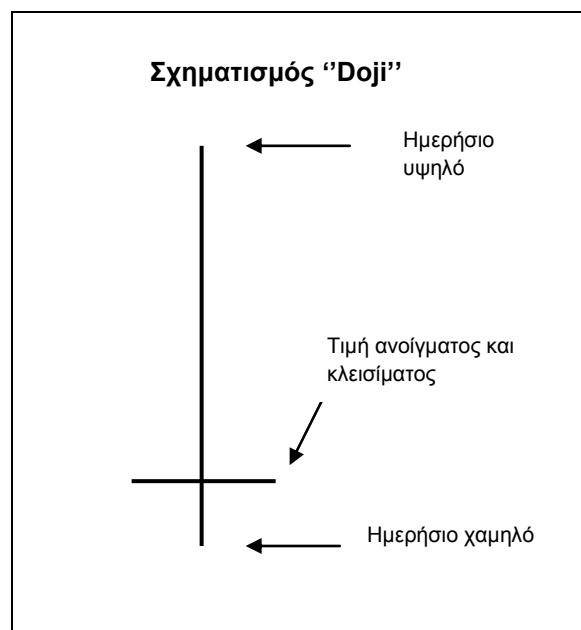 Σχηματισμός ‘’Doji’’
Ημερήσιο
υψηλό
Τιμή ανοίγματος και
κλεισίματος
Ημερήσιο χαμηλό